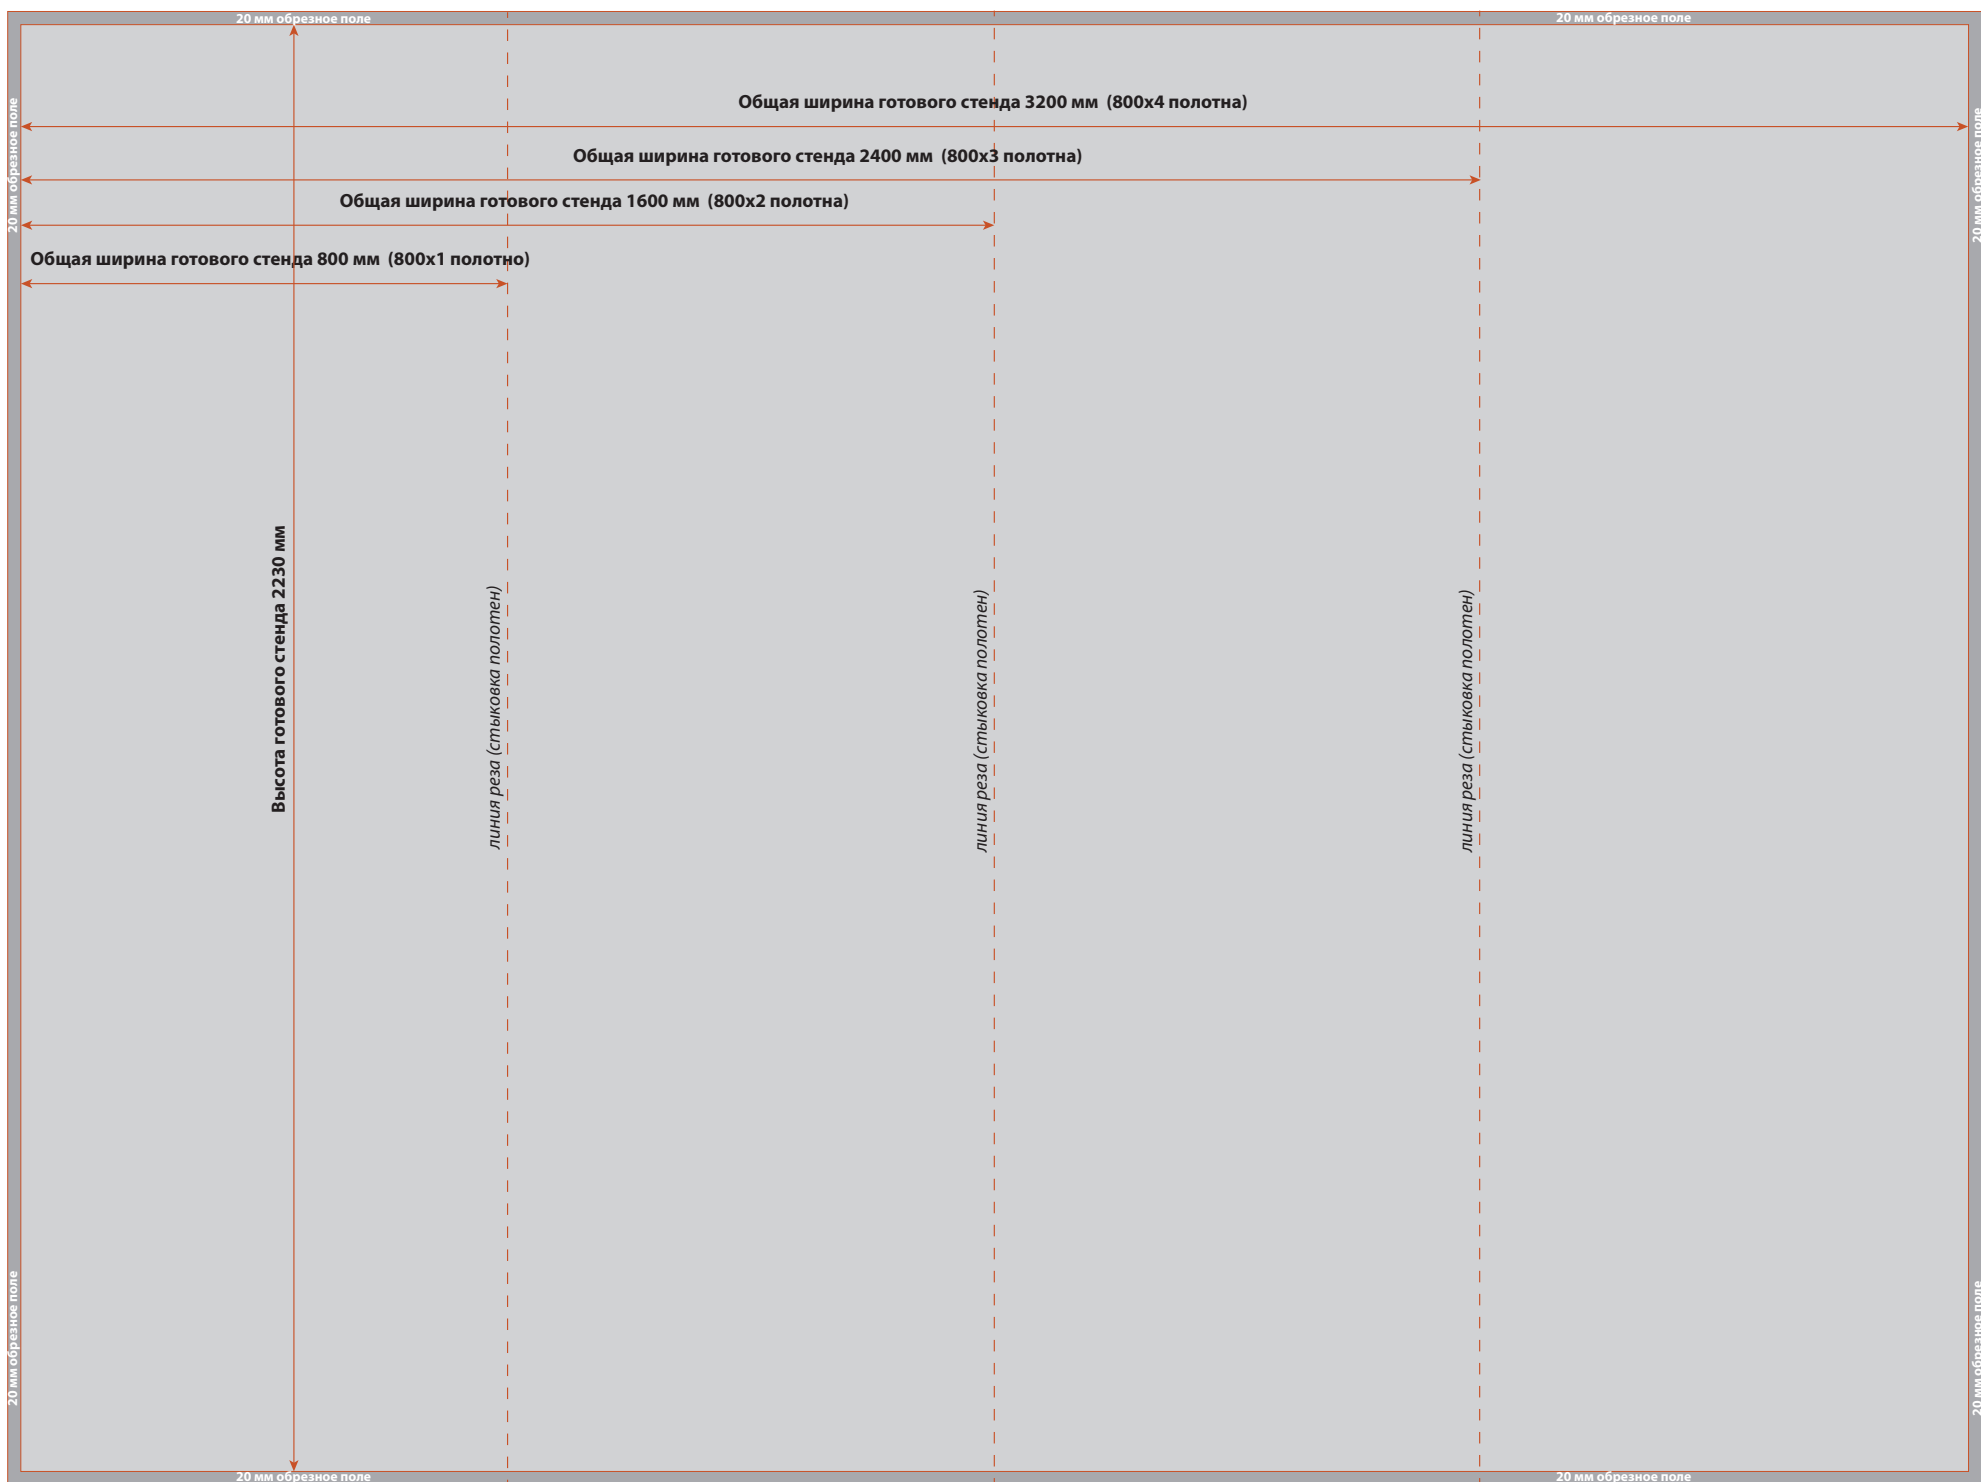 20 мм обрезное поле
20 мм обрезное поле
Общая ширина готового стенда 3200 мм (800x4 полотна)
20 мм обрезное поле
20 мм обрезное поле
Общая ширина готового стенда 2400 мм (800x3 полотна)
Общая ширина готового стенда 1600 мм (800x2 полотна)
Общая ширина готового стенда 800 мм (800x1 полотно)
Высота готового стенда 2230 мм
линия реза (стыковка полотен)
линия реза (стыковка полотен)
линия реза (стыковка полотен)
20 мм обрезное поле
20 мм обрезное поле
20 мм обрезное поле
20 мм обрезное поле